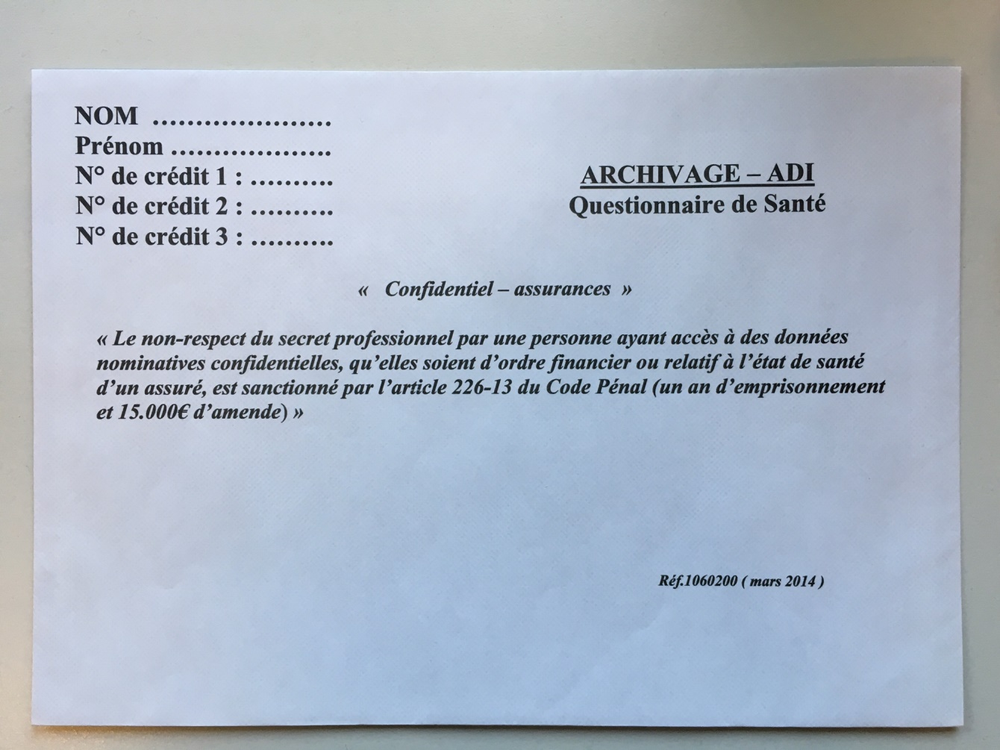 NOM .....................
Prénom ...................
N° de crédit 1 : ..........
N° de crédit 2 : ..........
N° de crédit 3 : ..........
ARCHIVAGE – ADI
Questionnaire de Santé
« Confidentiel – assurances »
« Le non-respect du secret professionnel par une personne ayant accès à des données
nominatives confidentielles, qu’elles soient d’ordre financier ou relatif à l’état de santé
d’un assuré, est sanctionné par l’article 226-13 du Code Pénal (un an d’emprisonnement
et 15.000€ d’amende) »
Réf.1060200 ( mars 2014 )